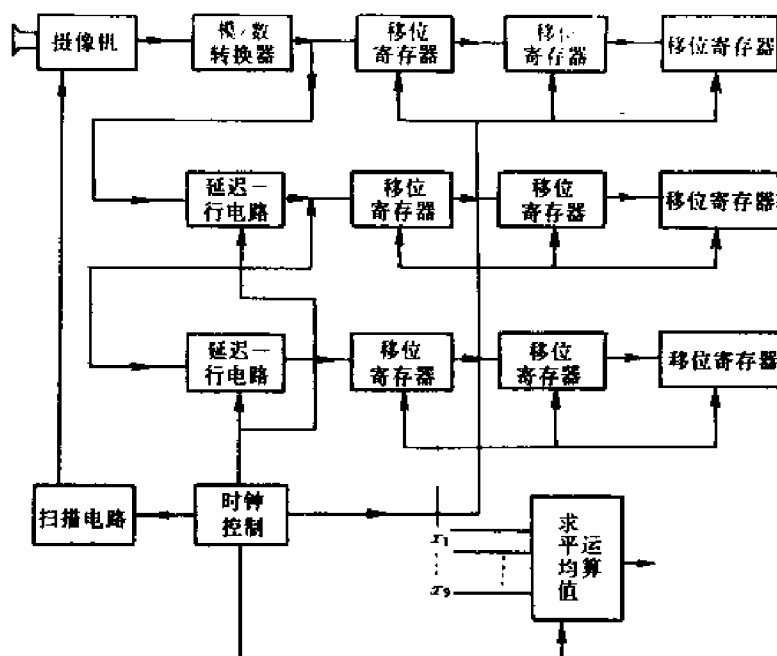 摄像机
模/数
转换器
移位
寄存器
移位
寄存器
移位寄存器
延迟一
行电路
移位
寄存器
移位
寄存器
移位寄存器
延迟一
行电路
移位
寄存器
移位
寄存器
移位寄存器
扫描电路
时钟
控制
x₁
x₉
求平均值
运算